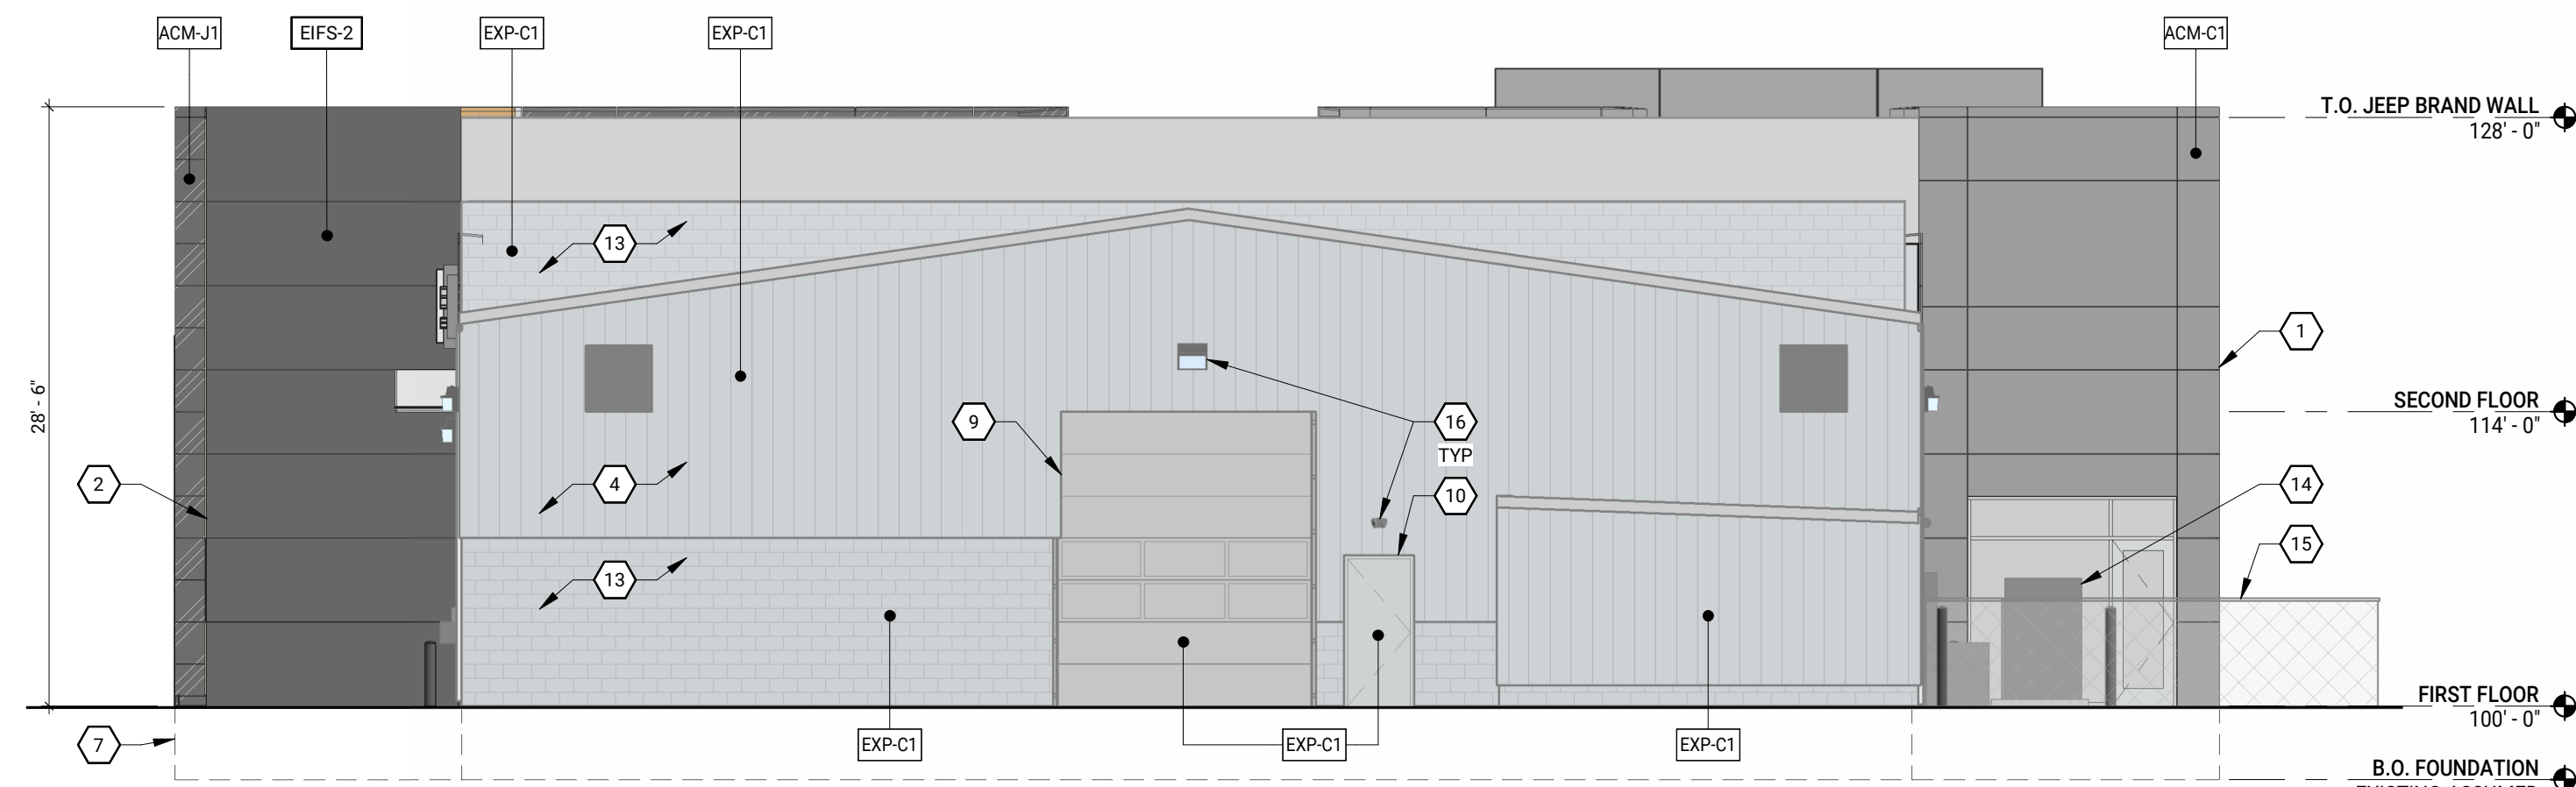 ACM-J1
EIFS-2
EXP-C1
EXP-C1
ACM-C1
T.O. JEEP BRAND WALL
128' - 0"
13
1
28' - 6"
SECOND FLOOR
114' - 0"
9
16
TYP
2
4
10
14
13
15
FIRST FLOOR
100' - 0"
7
EXP-C1
EXP-C1
EXP-C1
B.O. FOUNDATION